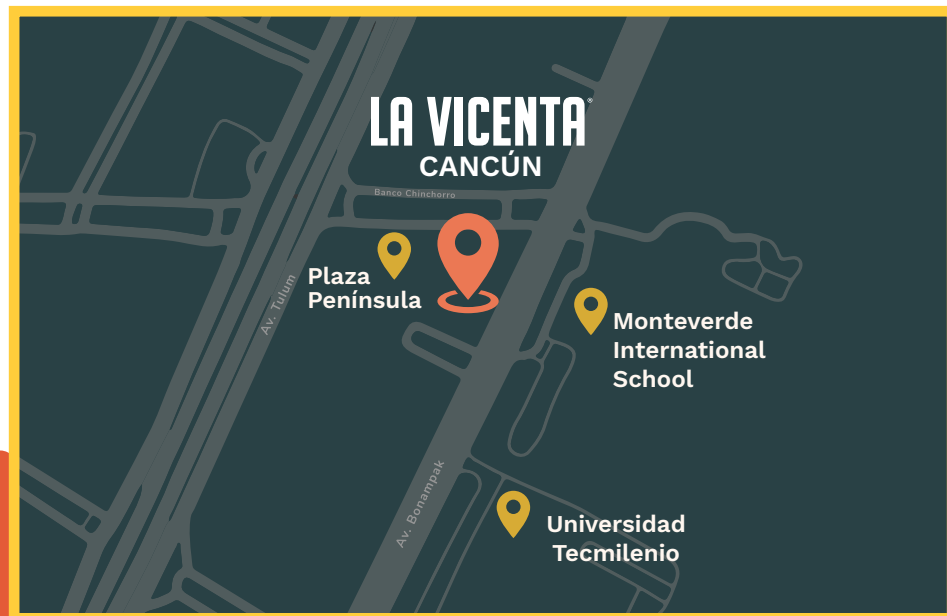 LA VICENTA®
CANCÚN
Banco Chinchorro
Plaza
Península
Av. Tulum
Monteverde
International
School
Av. Bonampak
Universidad
Tecmilenio